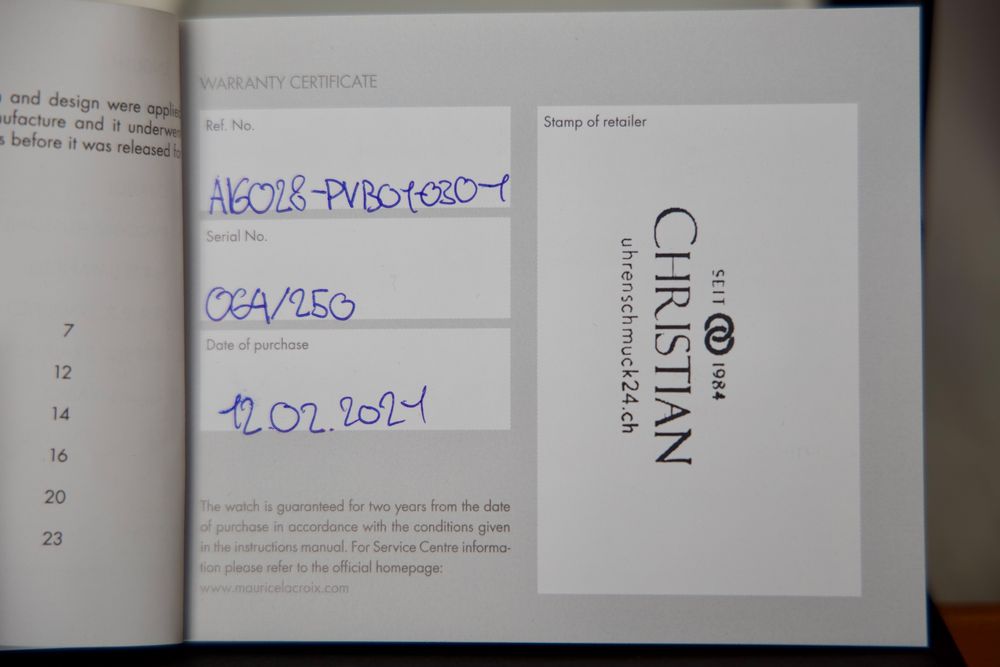 and design were applie
ufacture and it underwen
s before it was released fo
7
12
14
16
20
23
WARRANTY CERTIFICATE
Ref. No.
AI6028-PVB01-030-1
Serial No.
OGA/250
Date of purchase
12.02.2021
The watch is guaranteed for two years from the date
of purchase in accordance with the conditions given
in the instructions manual. For Service Centre informa-
tion please refer to the official homepage:
www.mauricelacroix.com
Stamp of retailer
SEIT 1984
CHRISTIAN
uhrenschmuck24.ch